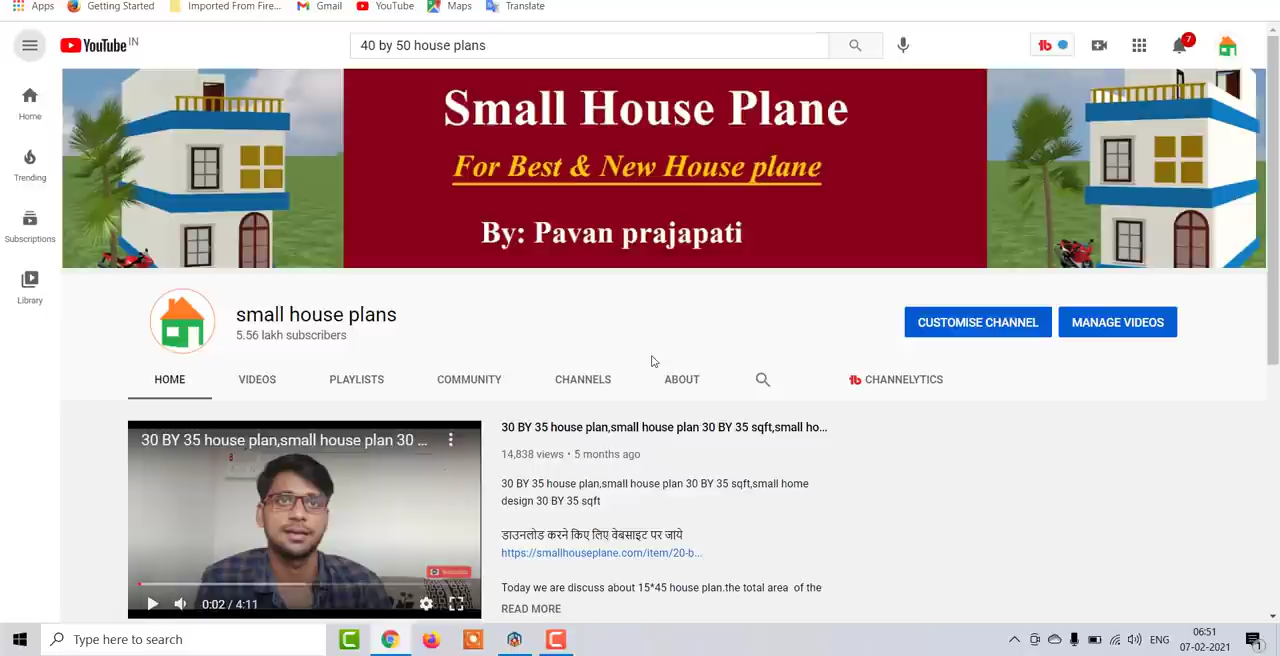 Apps Getting Started Imported From Fire... Gmail YouTube Maps Translate
YouTube IN
40 by 50 house plans
tb
7
Home
Trending
Subscriptions
Library
Small House Plane
For Best & New House plane
By: Pavan prajapati
small house plans
5.56 lakh subscribers
CUSTOMISE CHANNEL MANAGE VIDEOS
HOME VIDEOS PLAYLISTS COMMUNITY CHANNELS ABOUT tb CHANNELYTICS
30 BY 35 house plan,small house plan 30 ...
0:02 / 4:11
30 BY 35 house plan,small house plan 30 BY 35 sqft,small ho...
14,838 views • 5 months ago
30 BY 35 house plan,small house plan 30 BY 35 sqft,small home
design 30 BY 35 sqft
डाउनलोड करने किए लिए वेबसाइट पर जाये
https://smallhouseplane.com/item/20-b...
Today we are discuss about 15*45 house plan.the total area of the
READ MORE
Type here to search
ENG
06:51
07-02-2021
1